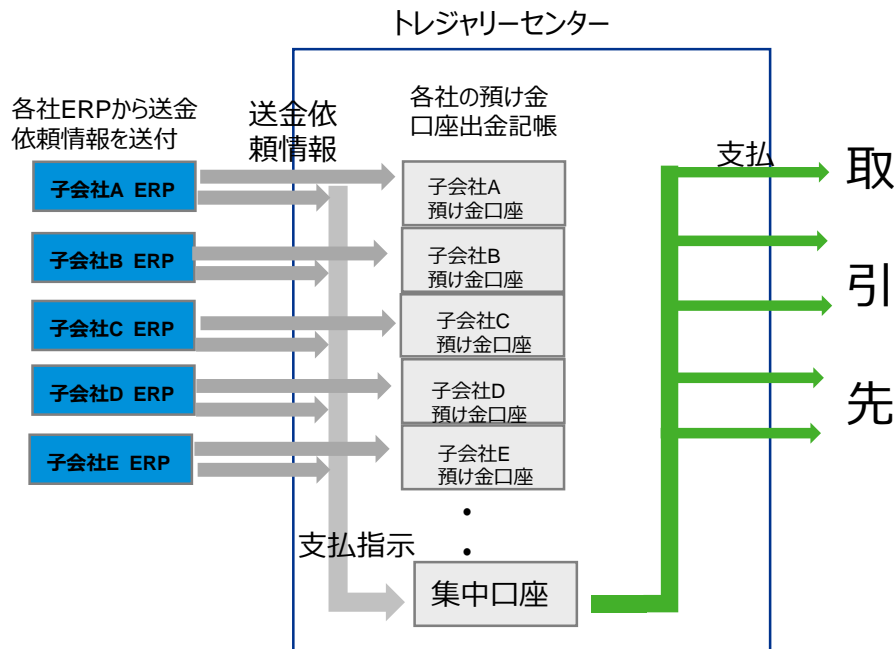 トレジャリーセンター
各社ERPから送金
依頼情報を送付
送金依
頼情報
各社の預け金
口座出金記帳
支払
取
引
先
子会社A ERP
子会社A
預け金口座
子会社B ERP
子会社B
預け金口座
子会社C ERP
子会社C
預け金口座
子会社D ERP
子会社D
預け金口座
子会社E ERP
子会社E
預け金口座
・
・
支払指示
集中口座